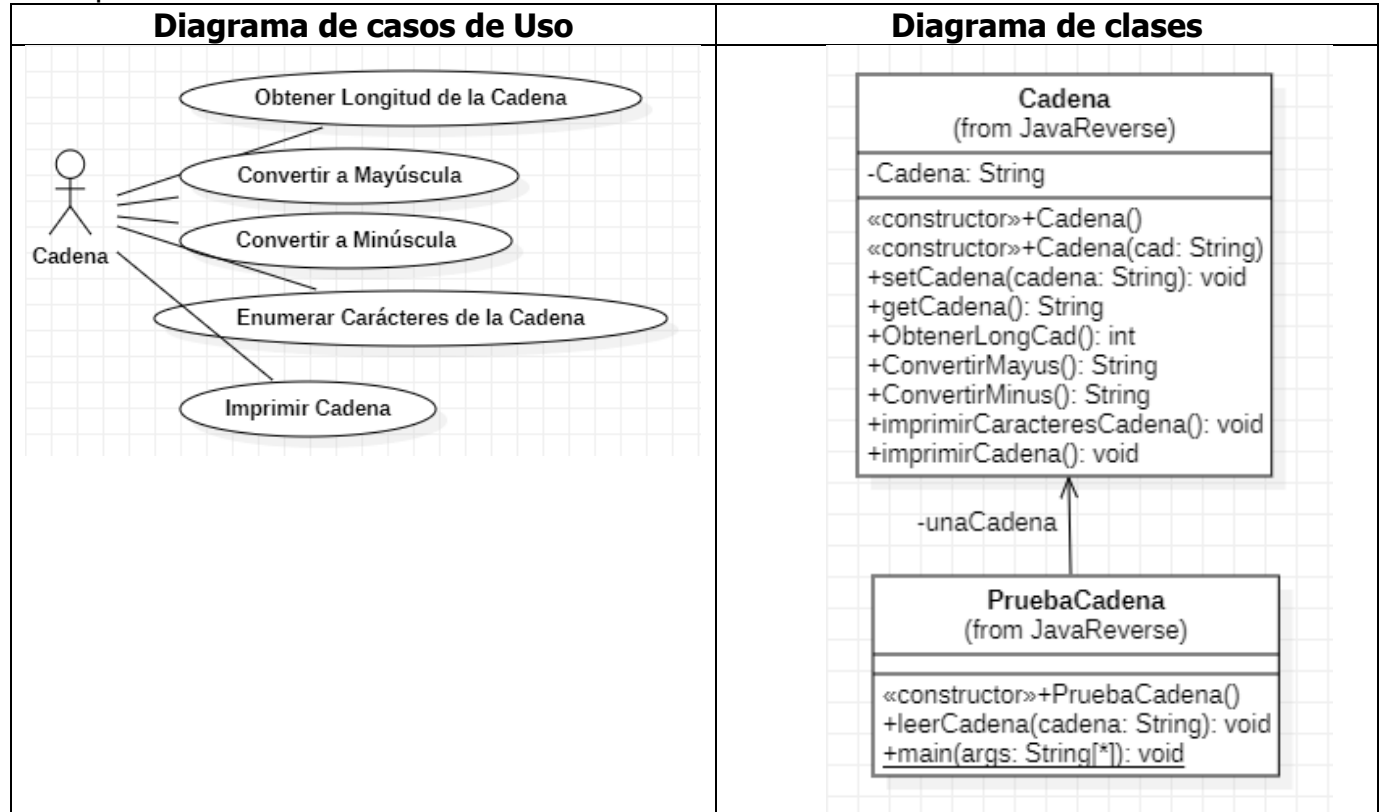 Diagrama de casos de Uso
Diagrama de clases
Obtener Longitud de la Cadena
Convertir a Mayúscula
Convertir a Minúscula
Cadena
Enumerar Carácteres de la Cadena
Imprimir Cadena
Cadena
(from JavaReverse)
-Cadena: String
«constructor»+Cadena()
«constructor»+Cadena(cad: String)
+setCadena(cadena: String): void
+getCadena(): String
+ObtenerLongCad(): int
+ConvertirMayus(): String
+ConvertirMinus(): String
+imprimirCaracteresCadena(): void
+imprimirCadena(): void
-unaCadena
PruebaCadena
(from JavaReverse)
«constructor»+PruebaCadena()
+leerCadena(cadena: String): void
+main(args: String[*]): void